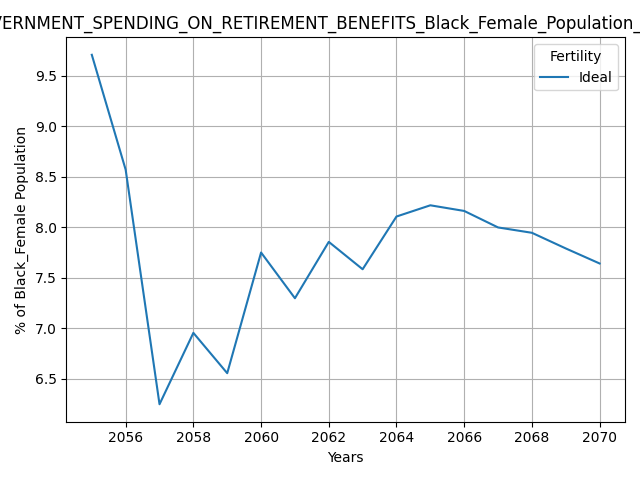 VERNMENT_SPENDING_ON_RETIREMENT_BENEFITS_Black_Female_Population_
Fertility
Ideal
% of Black_Female Population
9.5
9.0
8.5
8.0
7.5
7.0
6.5
2056 2058 2060 2062 2064 2066 2068 2070
Years